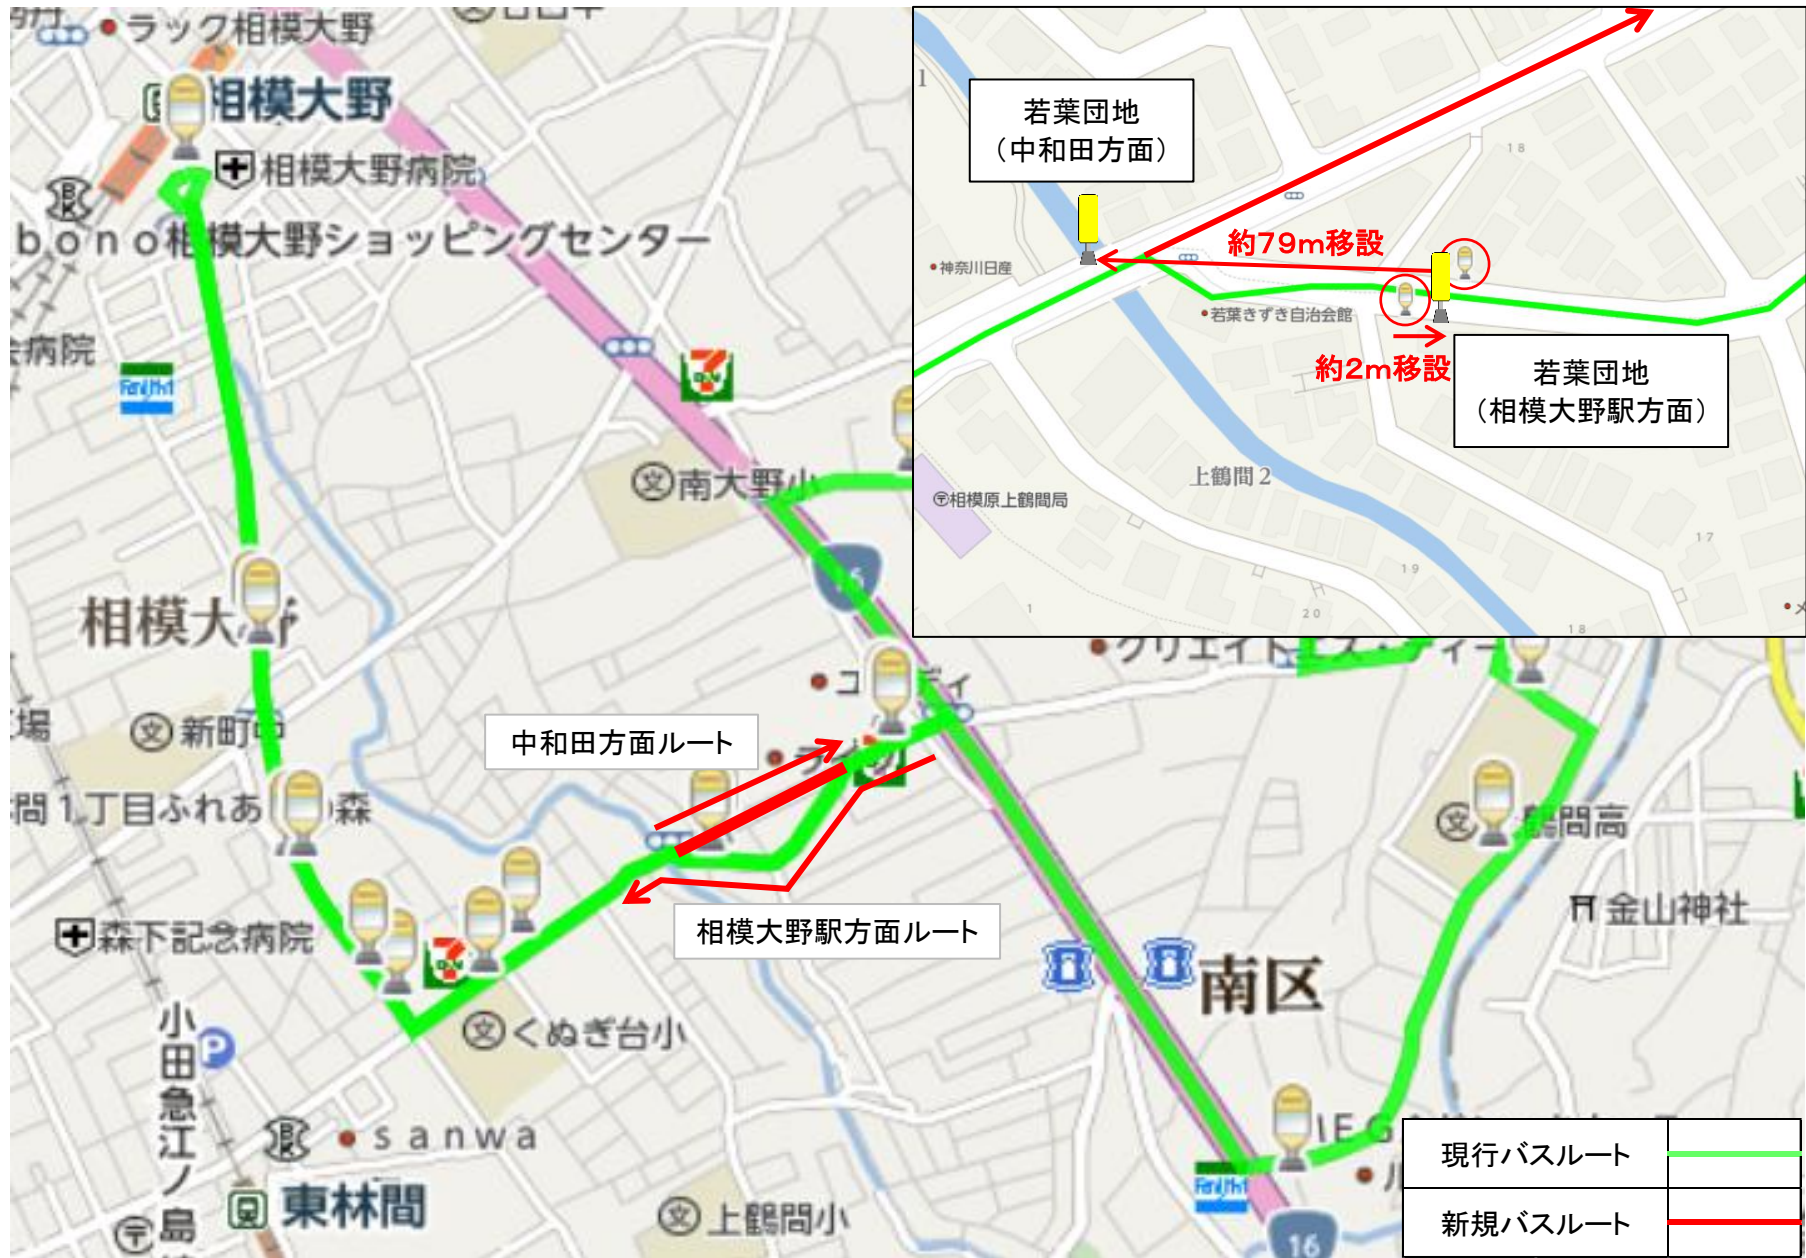 ラック相模大野
相模大野
相模大野病院
bono相模大野ショッピングセンター
会病院
南大野小
相模大野
新町中
森
森下記念病院
小田急江ノ島
P
くぬぎ台小
sanwa
東林間
上鶴間小
中和田方面ルート
相模大野駅方面ルート
南区
鶴間高
金山神社
16
16
若葉団地
（中和田方面）
神奈川日産
約79m移設
若葉きずき自治会館
約2m移設
若葉団地
（相模大野駅方面）
上鶴間2
相模原上鶴間局
1
1
17
18
18
19
20
現行バスルート
新規バスルート